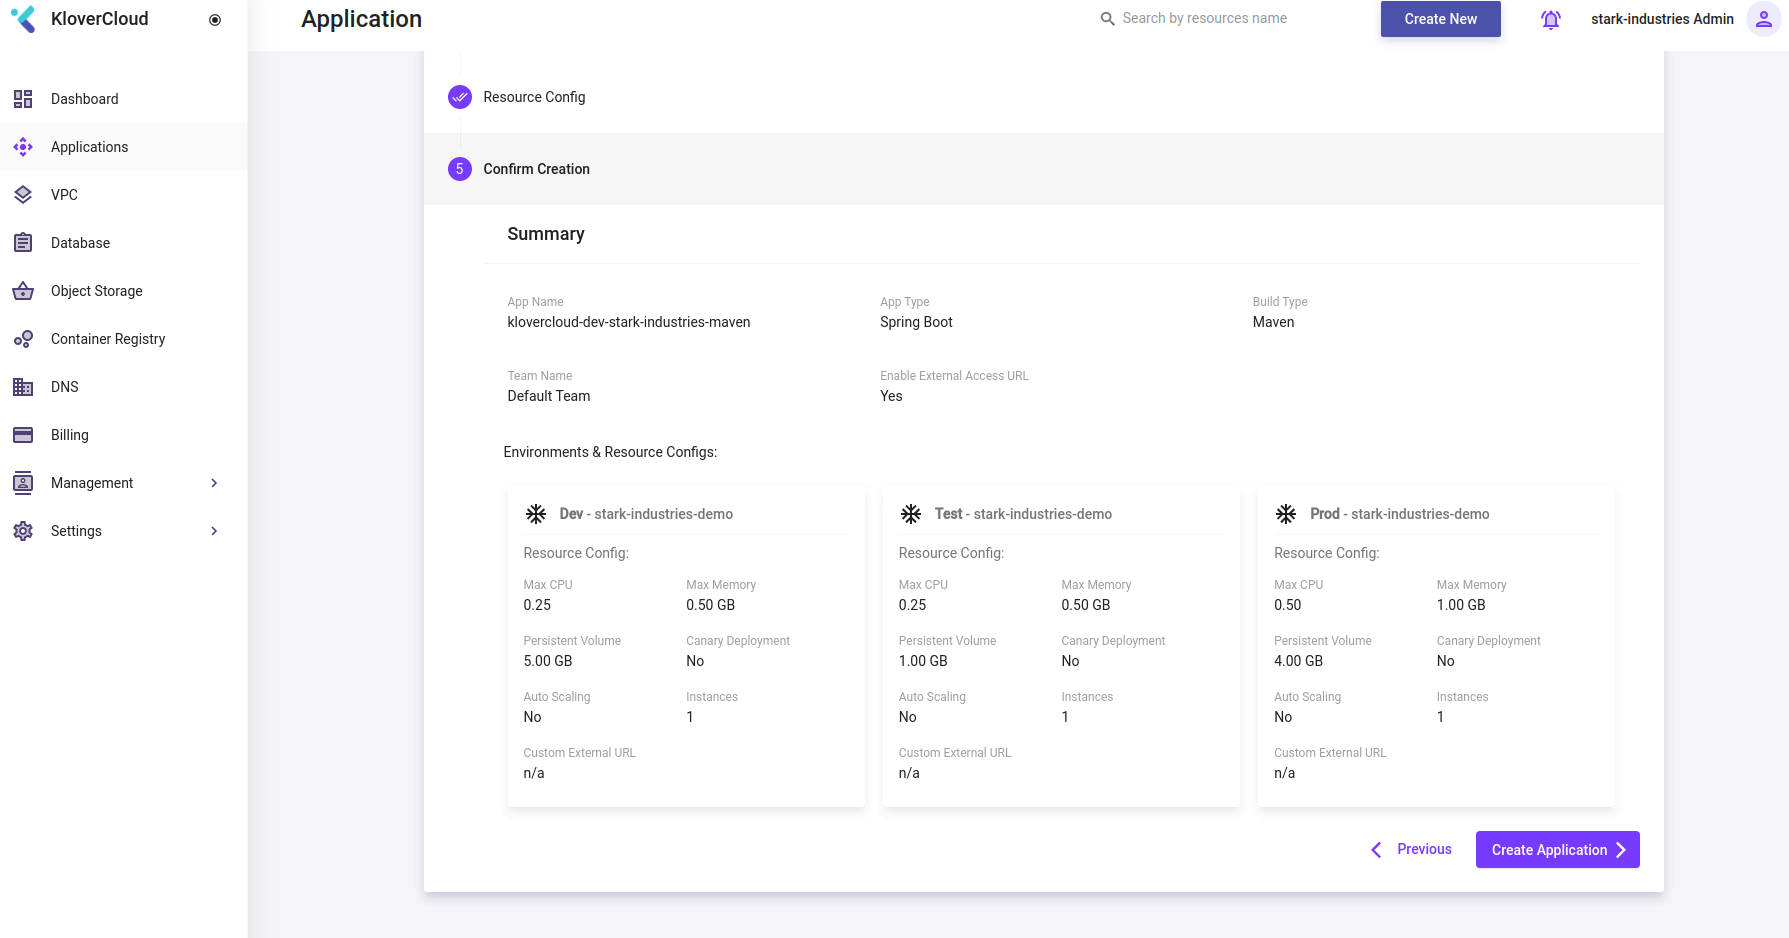 KloverCloud
Application
Search by resources name
Create New
stark-industries Admin
Dashboard
Applications
VPC
Database
Object Storage
Container Registry
DNS
Billing
Management
Settings
Resource Config
5 Confirm Creation
Summary
App Name App Type Build Type
klovercloud-dev-stark-industries-maven Spring Boot Maven
Team Name Enable External Access URL
Default Team Yes
Environments & Resource Configs:
Dev - stark-industries-demo
Resource Config:
Max CPU Max Memory
0.25 0.50 GB
Persistent Volume Canary Deployment
5.00 GB No
Auto Scaling Instances
No 1
Custom External URL
n/a
Test - stark-industries-demo
Resource Config:
Max CPU Max Memory
0.25 0.50 GB
Persistent Volume Canary Deployment
1.00 GB No
Auto Scaling Instances
No 1
Custom External URL
n/a
Prod - stark-industries-demo
Resource Config:
Max CPU Max Memory
0.50 1.00 GB
Persistent Volume Canary Deployment
4.00 GB No
Auto Scaling Instances
No 1
Custom External URL
n/a
Previous
Create Application